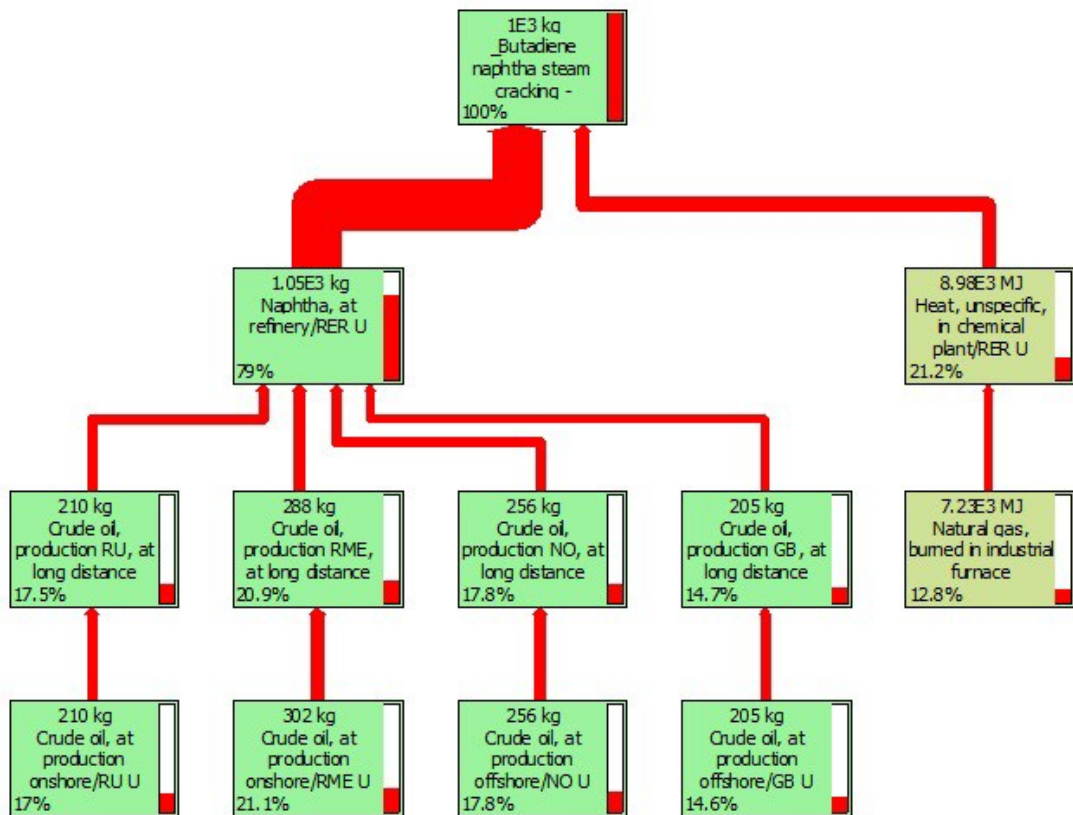 1E3 kg
_Butadiene
naphtha steam
cracking -
100%
1.05E3 kg
Naphtha, at
refinery/RER U
79%
8.98E3 MJ
Heat, unspecific,
in chemical
plant/RER U
21.2%
210 kg
Crude oil,
production RU, at
long distance
17.5%
288 kg
Crude oil,
production RME,
at long distance
20.9%
256 kg
Crude oil,
production NO, at
long distance
17.8%
205 kg
Crude oil,
production GB, at
long distance
14.7%
7.23E3 MJ
Natural gas,
burned in industrial
furnace
12.8%
210 kg
Crude oil, at
production
onshore/RU U
17%
302 kg
Crude oil, at
production
onshore/RME U
21.1%
256 kg
Crude oil, at
production
offshore/NO U
17.8%
205 kg
Crude oil, at
production
offshore/GB U
14.6%